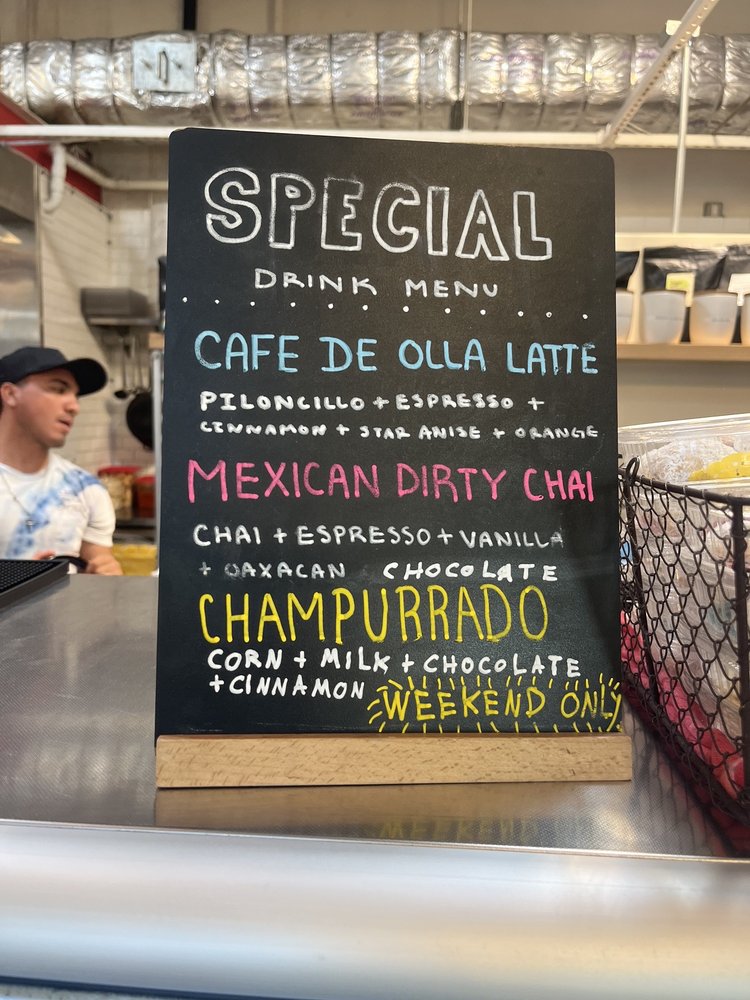 SPECIAL
DRINK MENU
CAFE DE OLLA LATTE
PILONCILLO + ESPRESSO +
CINNAMON + STAR ANISE + ORANGE
MEXICAN DIRTY CHAI
CHAI + ESPRESSO + VANILLA
+ OAXACAN CHOCOLATE
CHAMPURRADO
CORN + MILK + CHOCOLATE
+ CINNAMON
WEEKEND ONLY